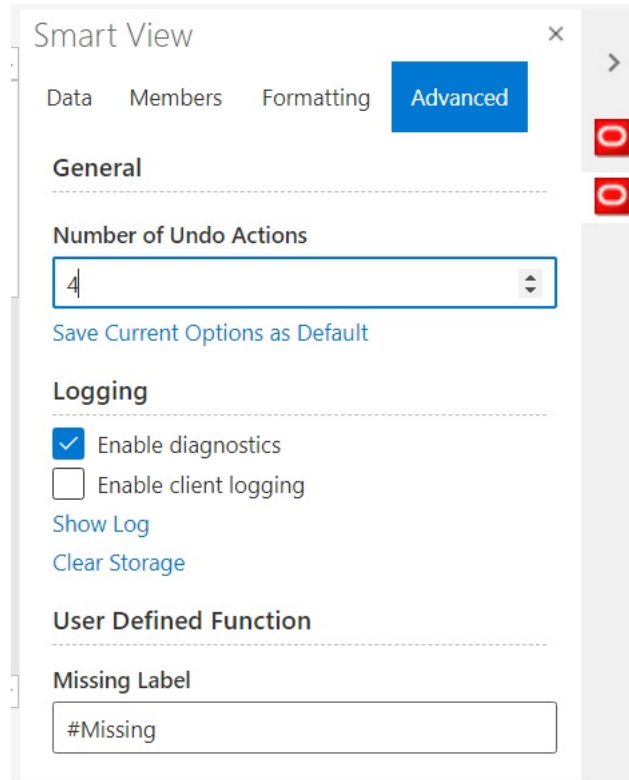 Smart View
Data Members Formatting Advanced
General
Number of Undo Actions
4
Save Current Options as Default
Logging
Enable diagnostics
Enable client logging
Show Log
Clear Storage
User Defined Function
Missing Label
#Missing